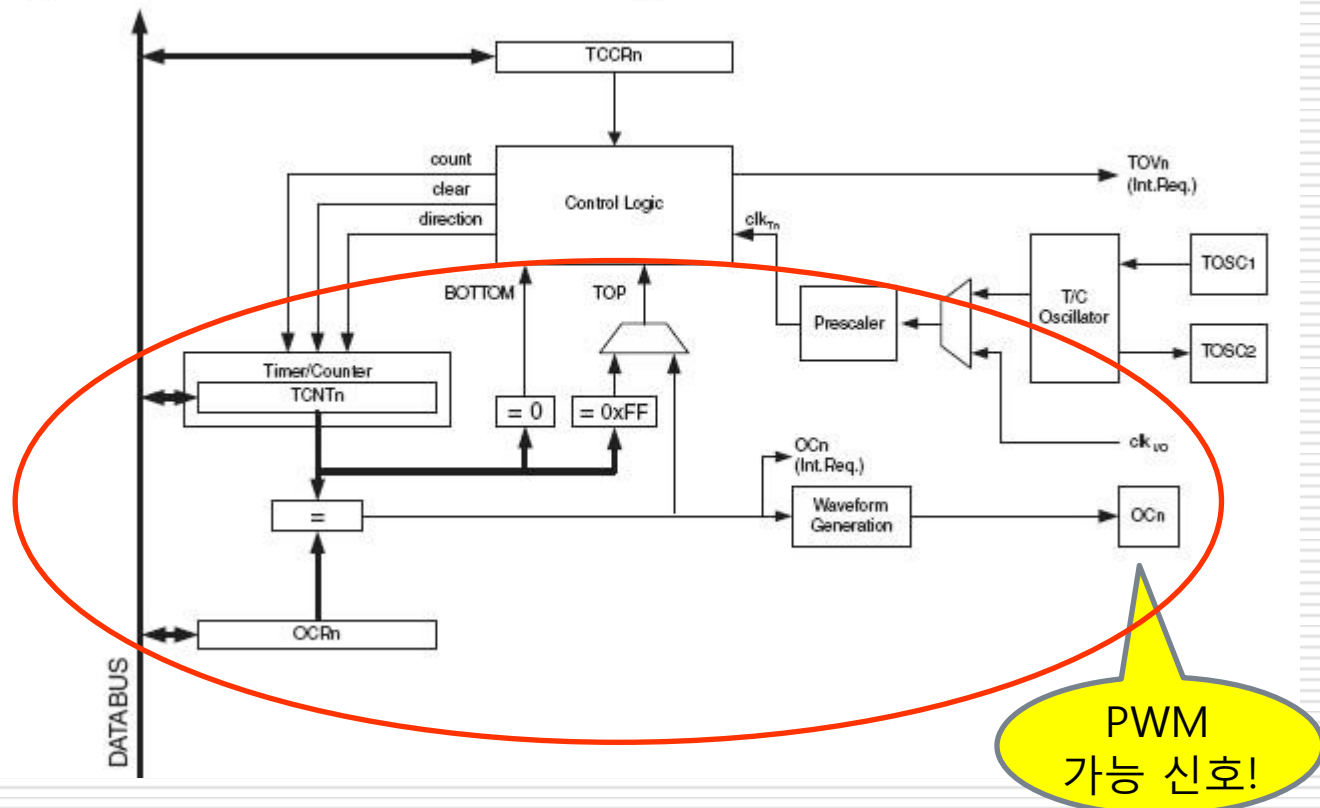 TCCRn
count
clear
direction
Control Logic
TOVn
(Int.Req.)
clkTn
BOTTOM
TOP
Prescaler
T/C
Oscillator
TOSC1
TOSC2
Timer/Counter
TCNTn
= 0
= 0xFF
clk I/O
OCn
(Int.Req.)
=
Waveform
Generation
OCn
OCRn
DATABUS
PWM
가능 신호!